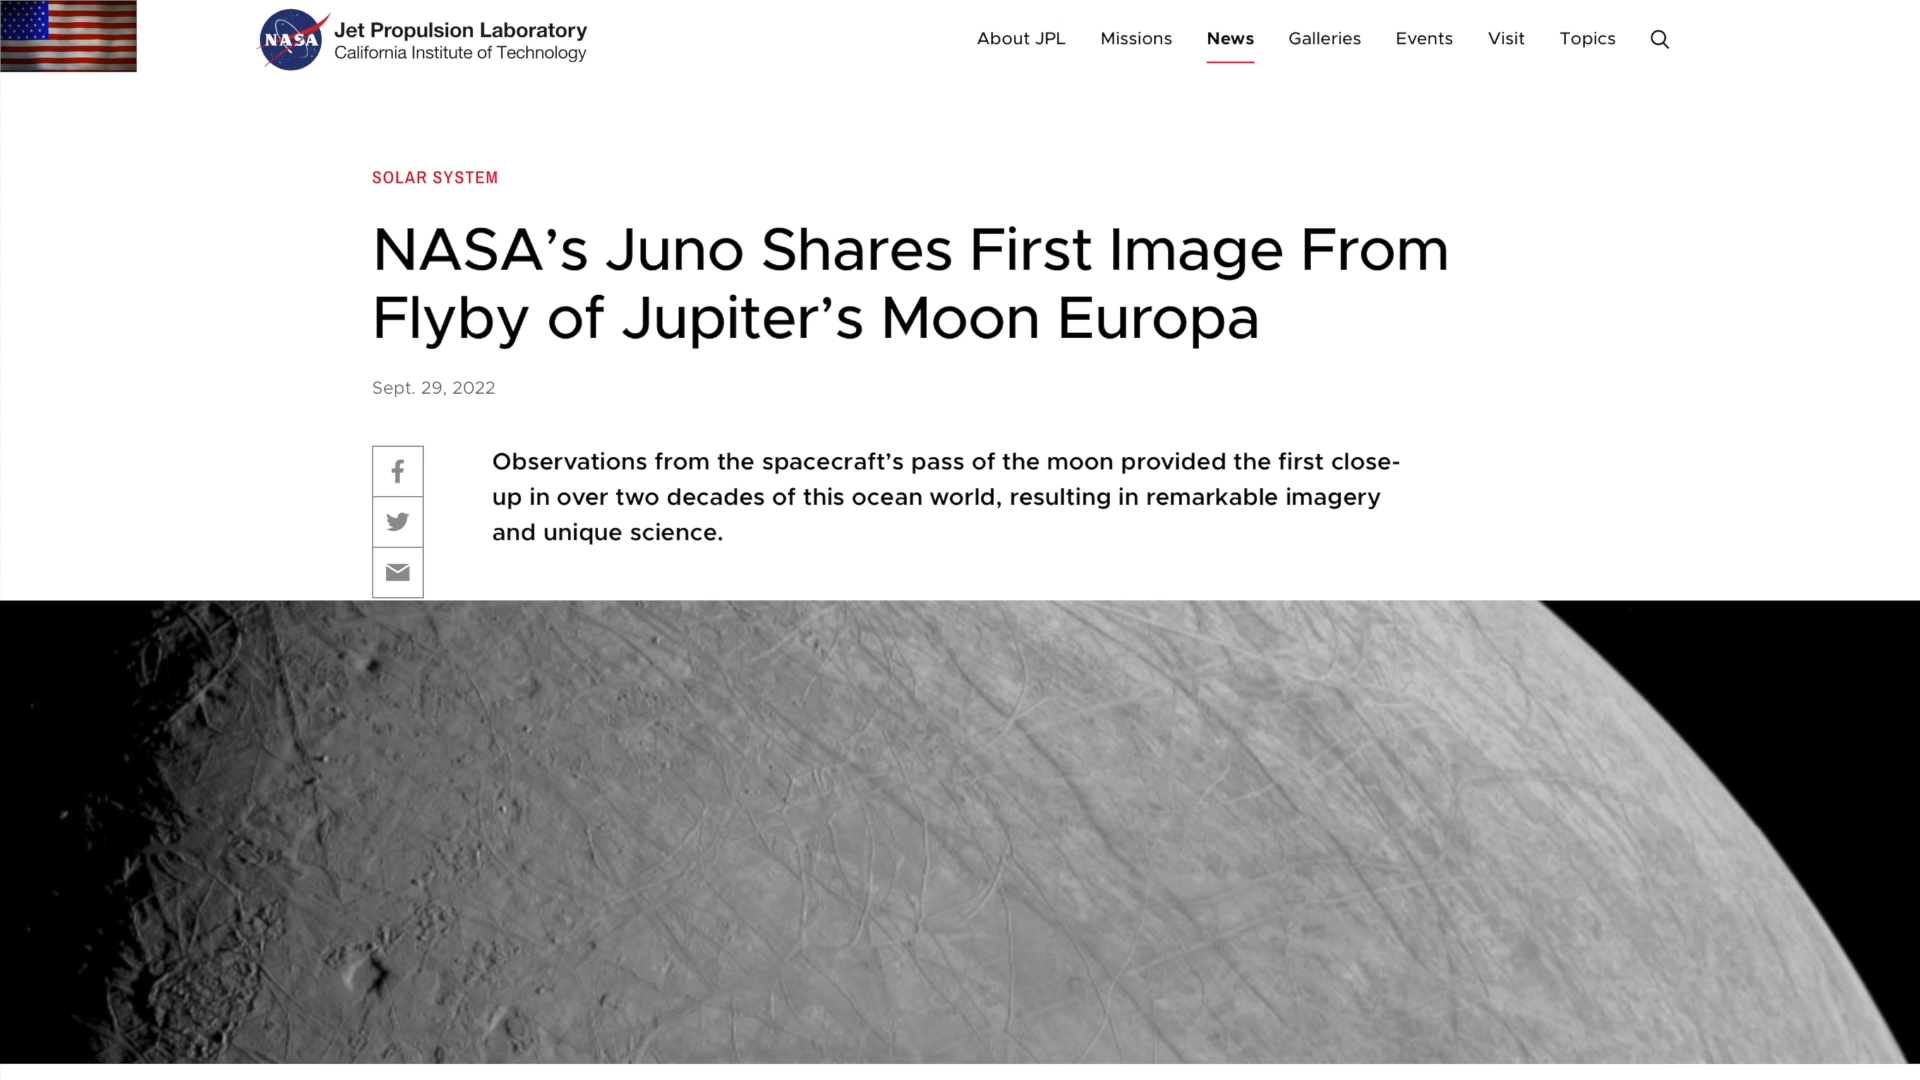 NASA
Jet Propulsion Laboratory
California Institute of Technology
About JPL Missions News Galleries Events Visit Topics
SOLAR SYSTEM
NASA’s Juno Shares First Image From
Flyby of Jupiter’s Moon Europa
Sept. 29, 2022
Observations from the spacecraft’s pass of the moon provided the first close-
up in over two decades of this ocean world, resulting in remarkable imagery
and unique science.